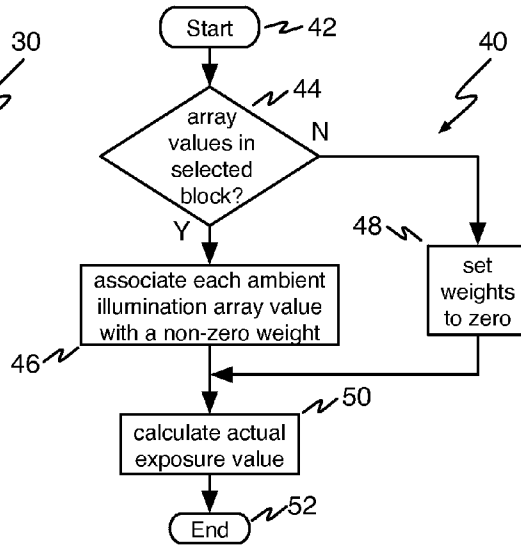 Start
42
30
40
44
array
values in
selected
block?
N
Y
48
associate each ambient
illumination array value
with a non-zero weight
set
weights
to zero
46
50
calculate actual
exposure value
52
End